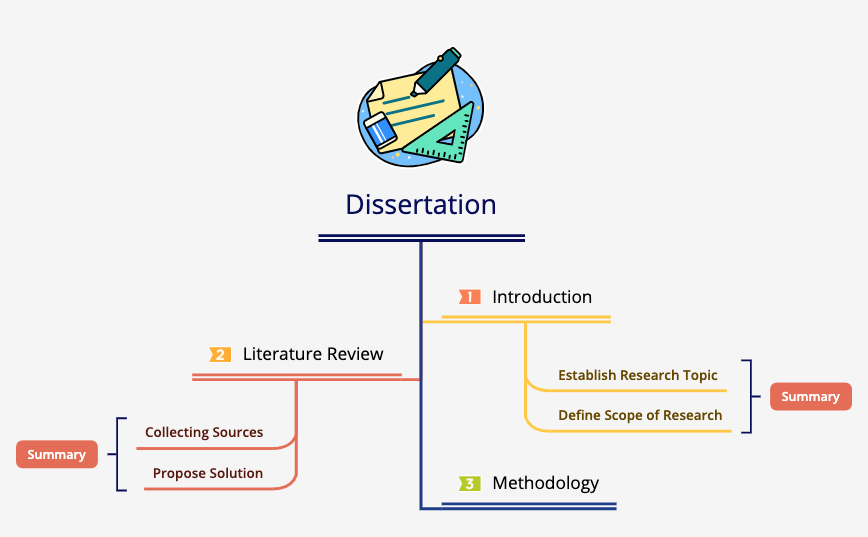 Dissertation
1 Introduction
Establish Research Topic
Define Scope of Research
Summary
2 Literature Review
Collecting Sources
Propose Solution
Summary
3 Methodology